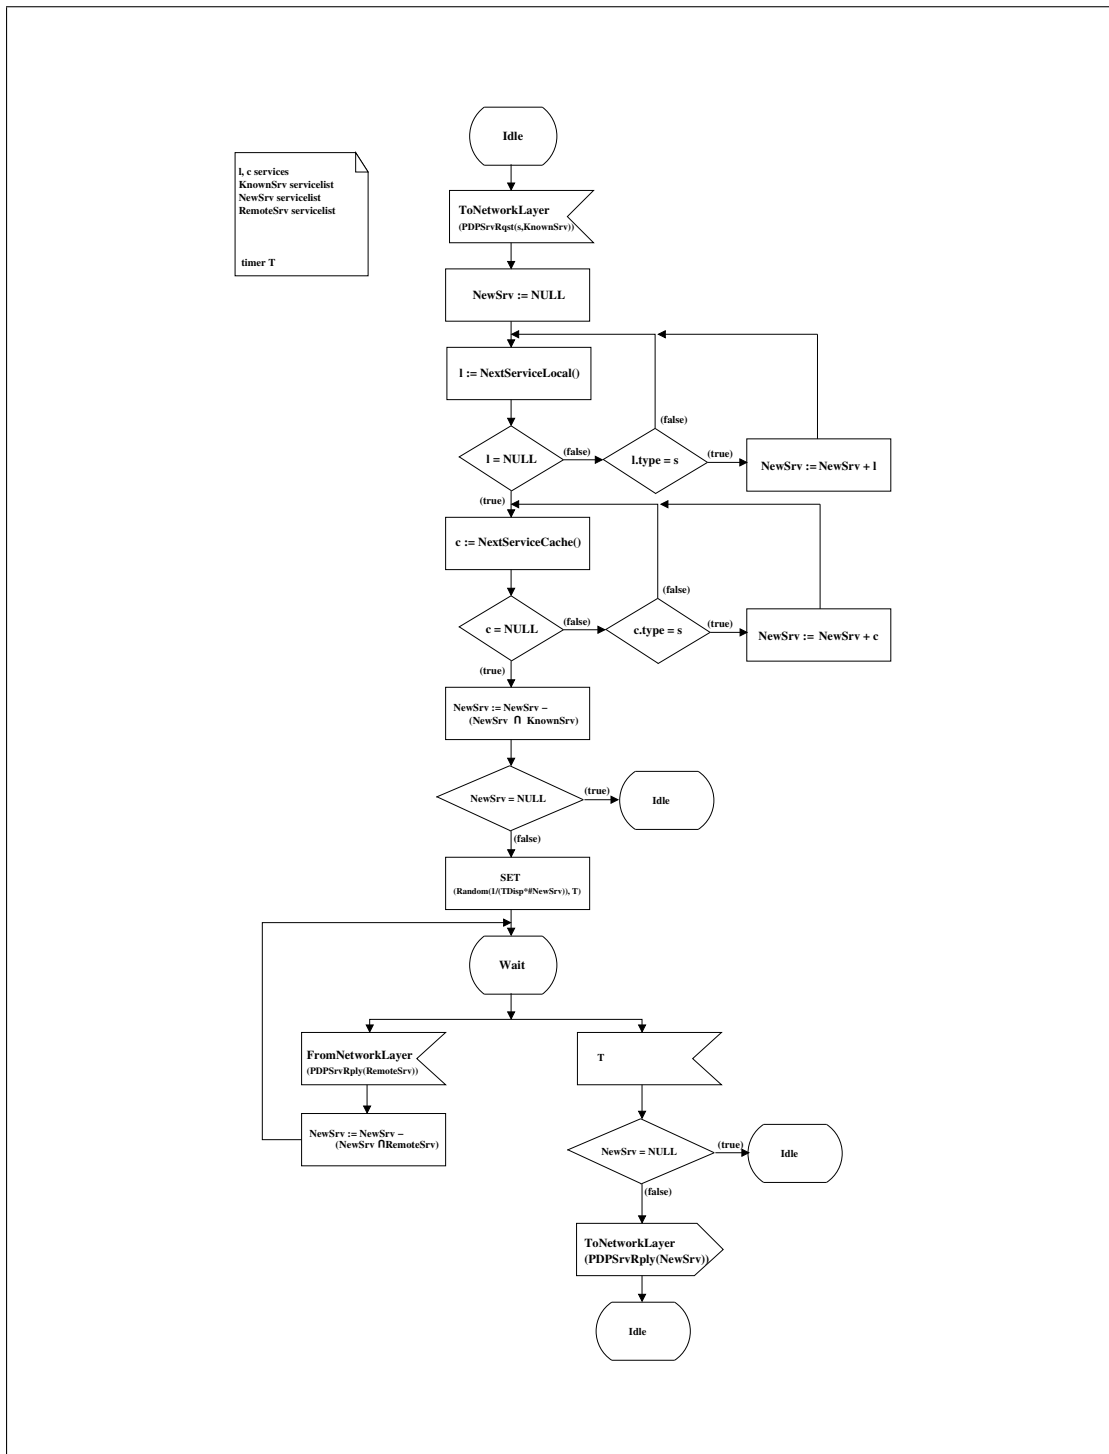 Idle
l, c services
KnownSrv servicelist
NewSrv servicelist
RemoteSrv servicelist
timer T
ToNetworkLayer
(PDPSrvRqst(s,KnownSrv))
NewSrv := NULL
l := NextServiceLocal()
(false)
l = NULL
(false)
l.type = s
(true)
NewSrv := NewSrv + l
(true)
c := NextServiceCache()
(false)
c = NULL
(false)
c.type = s
(true)
NewSrv := NewSrv + c
(true)
NewSrv := NewSrv −
(NewSrv ∩ KnownSrv)
NewSrv = NULL
(true)
Idle
(false)
SET
(Random(1/(TDisp*#NewSrv)), T)
Wait
FromNetworkLayer
(PDPSrvRply(RemoteSrv))
T
NewSrv := NewSrv −
(NewSrv ∩RemoteSrv)
NewSrv = NULL
(true)
Idle
(false)
ToNetworkLayer
(PDPSrvRply(NewSrv))
Idle